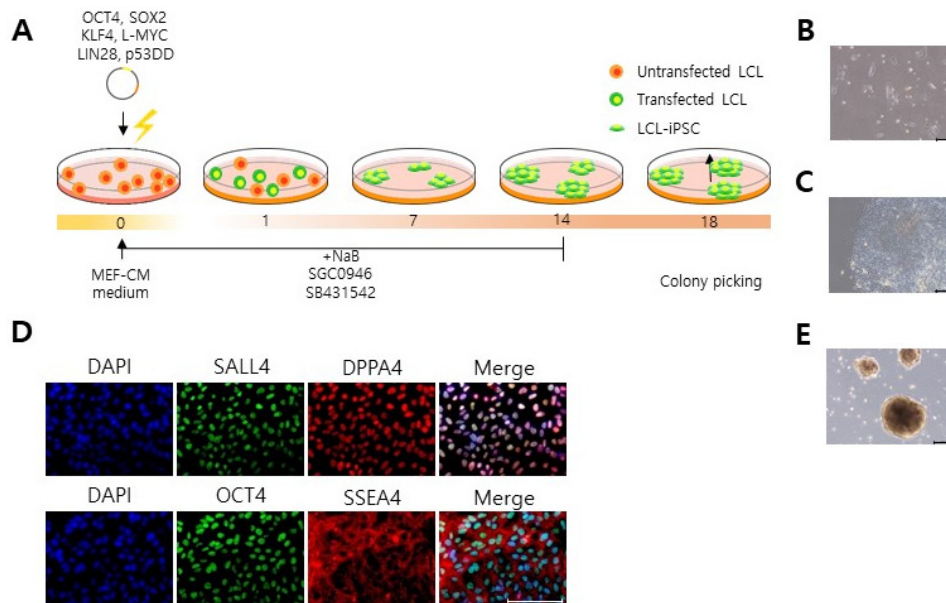 A
OCT4, SOX2
KLF4, L-MYC
LIN28, p53DD
Untransfected LCL
Transfected LCL
LCL-iPSC
0 1 7 14 18
MEF-CM
medium
+NaB
SGC0946
SB431542
Colony picking
B
C
D
DAPI SALL4 DPPA4 Merge
DAPI OCT4 SSEA4 Merge
E